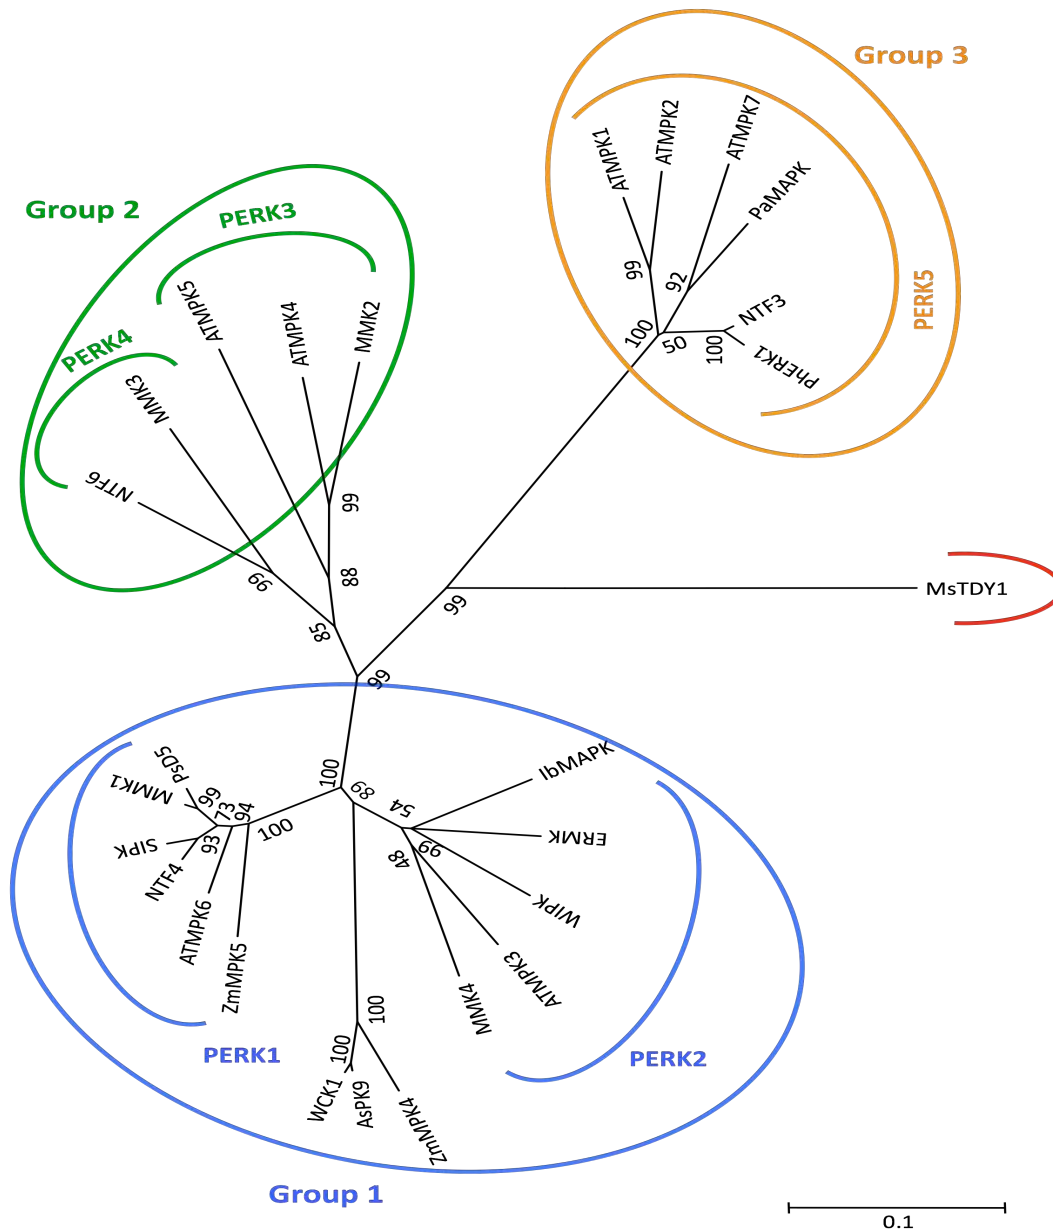 Group 3
ATMPK1
ATMPK2
ATMPK7
PaMAPK
PERK5
99
92
NTF3
100
50
100
PhERK1
Group 2
PERK3
ATMPK5
ATMPK4
MMK2
PERK4
MMK3
NTF6
99
88
99
85
99
MsTDY1
99
100
89
54
IbMAPK
ERMK
99
48
WIPK
ATMPK3
MMK4
PsD5
MMK1
99
73
94
100
SIPK
93
NTF4
ATMPK6
ZmMPK5
PERK1
PERK2
100
100
WCK1
AsPK9
ZmMPK4
Group 1
0.1